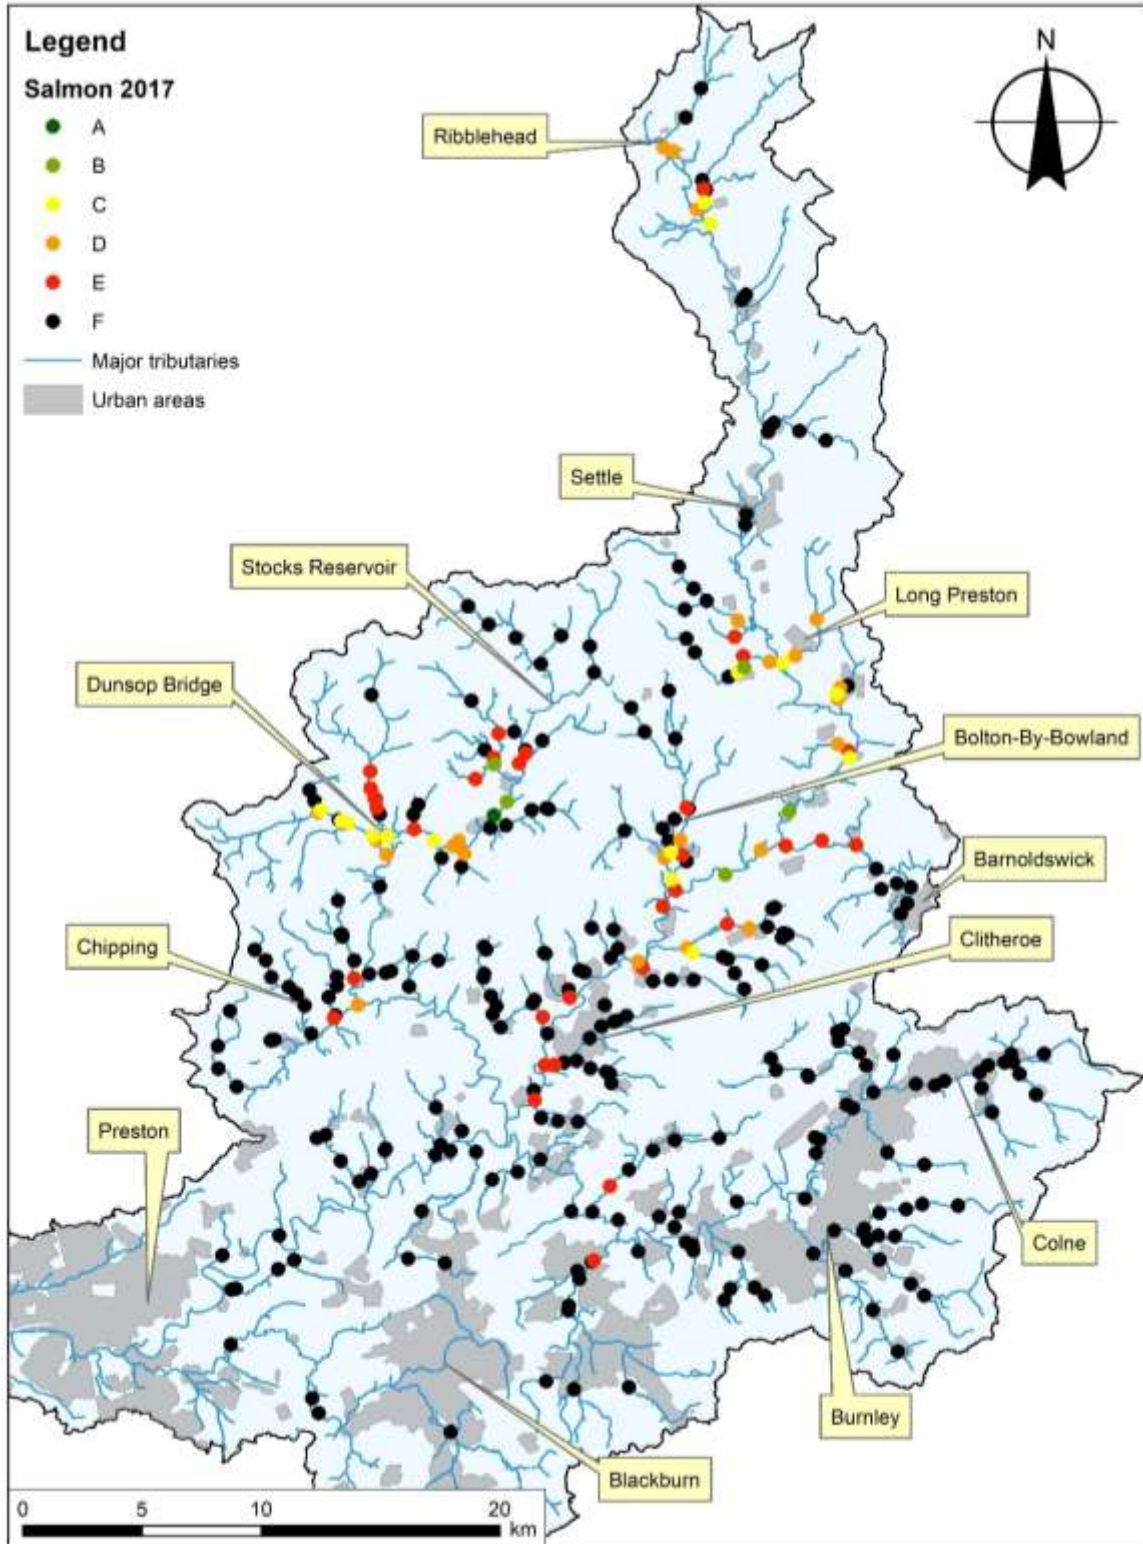 Legend
Salmon 2017
A
B
C
D
E
F
Major tributaries
Urban areas
N
Ribblehead
Settle
Stocks Reservoir
Long Preston
Dunsop Bridge
Bolton-By-Bowland
Barnoldswick
Chipping
Clitheroe
Preston
Colne
Burnley
Blackburn
0 5 10 20
km